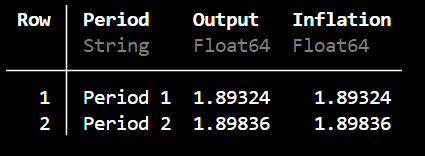 Row Period Output Inflation
String Float64 Float64
1 Period 1 1.89324 1.89324
2 Period 2 1.89836 1.89836